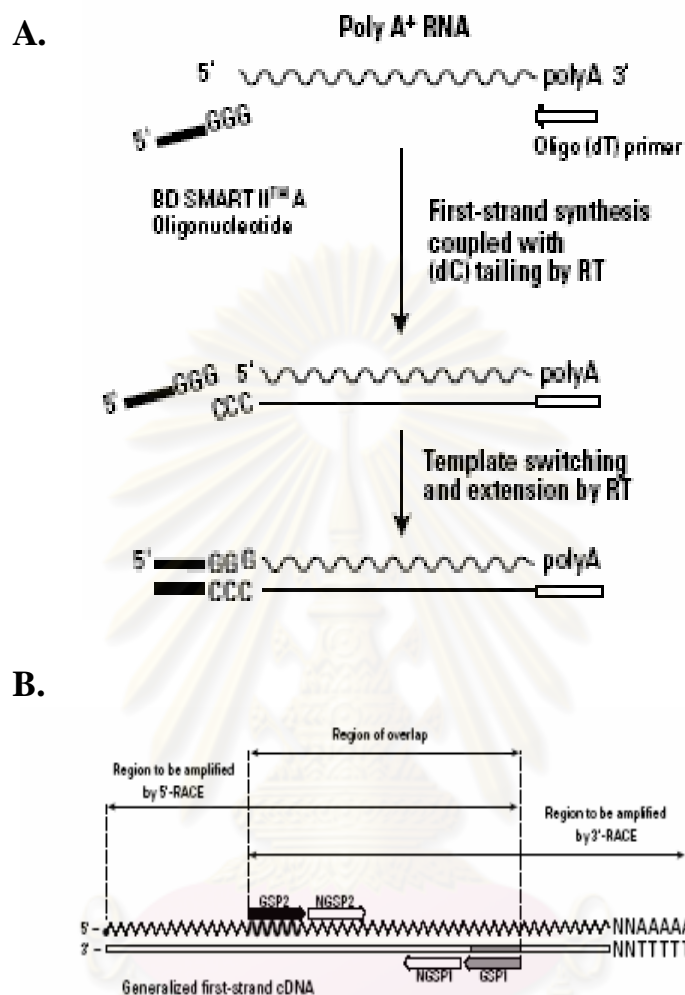 A.
Poly A+ RNA
5' polyA 3'
5' GGG
Oligo (dT) primer
BD SMART II™ A
Oligonucleotide
First-strand synthesis
coupled with
(dC) tailing by RT
5' GGG 5' polyA
CCC
Template switching
and extension by RT
5' GGG polyA
CCC
B.
Region of overlap
Region to be amplified
by 5'-RACE
Region to be amplified
by 3'-RACE
GSP2 NGSP2
5' – NNAAAAA
3' – NNTTTTT
NGSP1 GSP1
Generalized first-strand cDNA